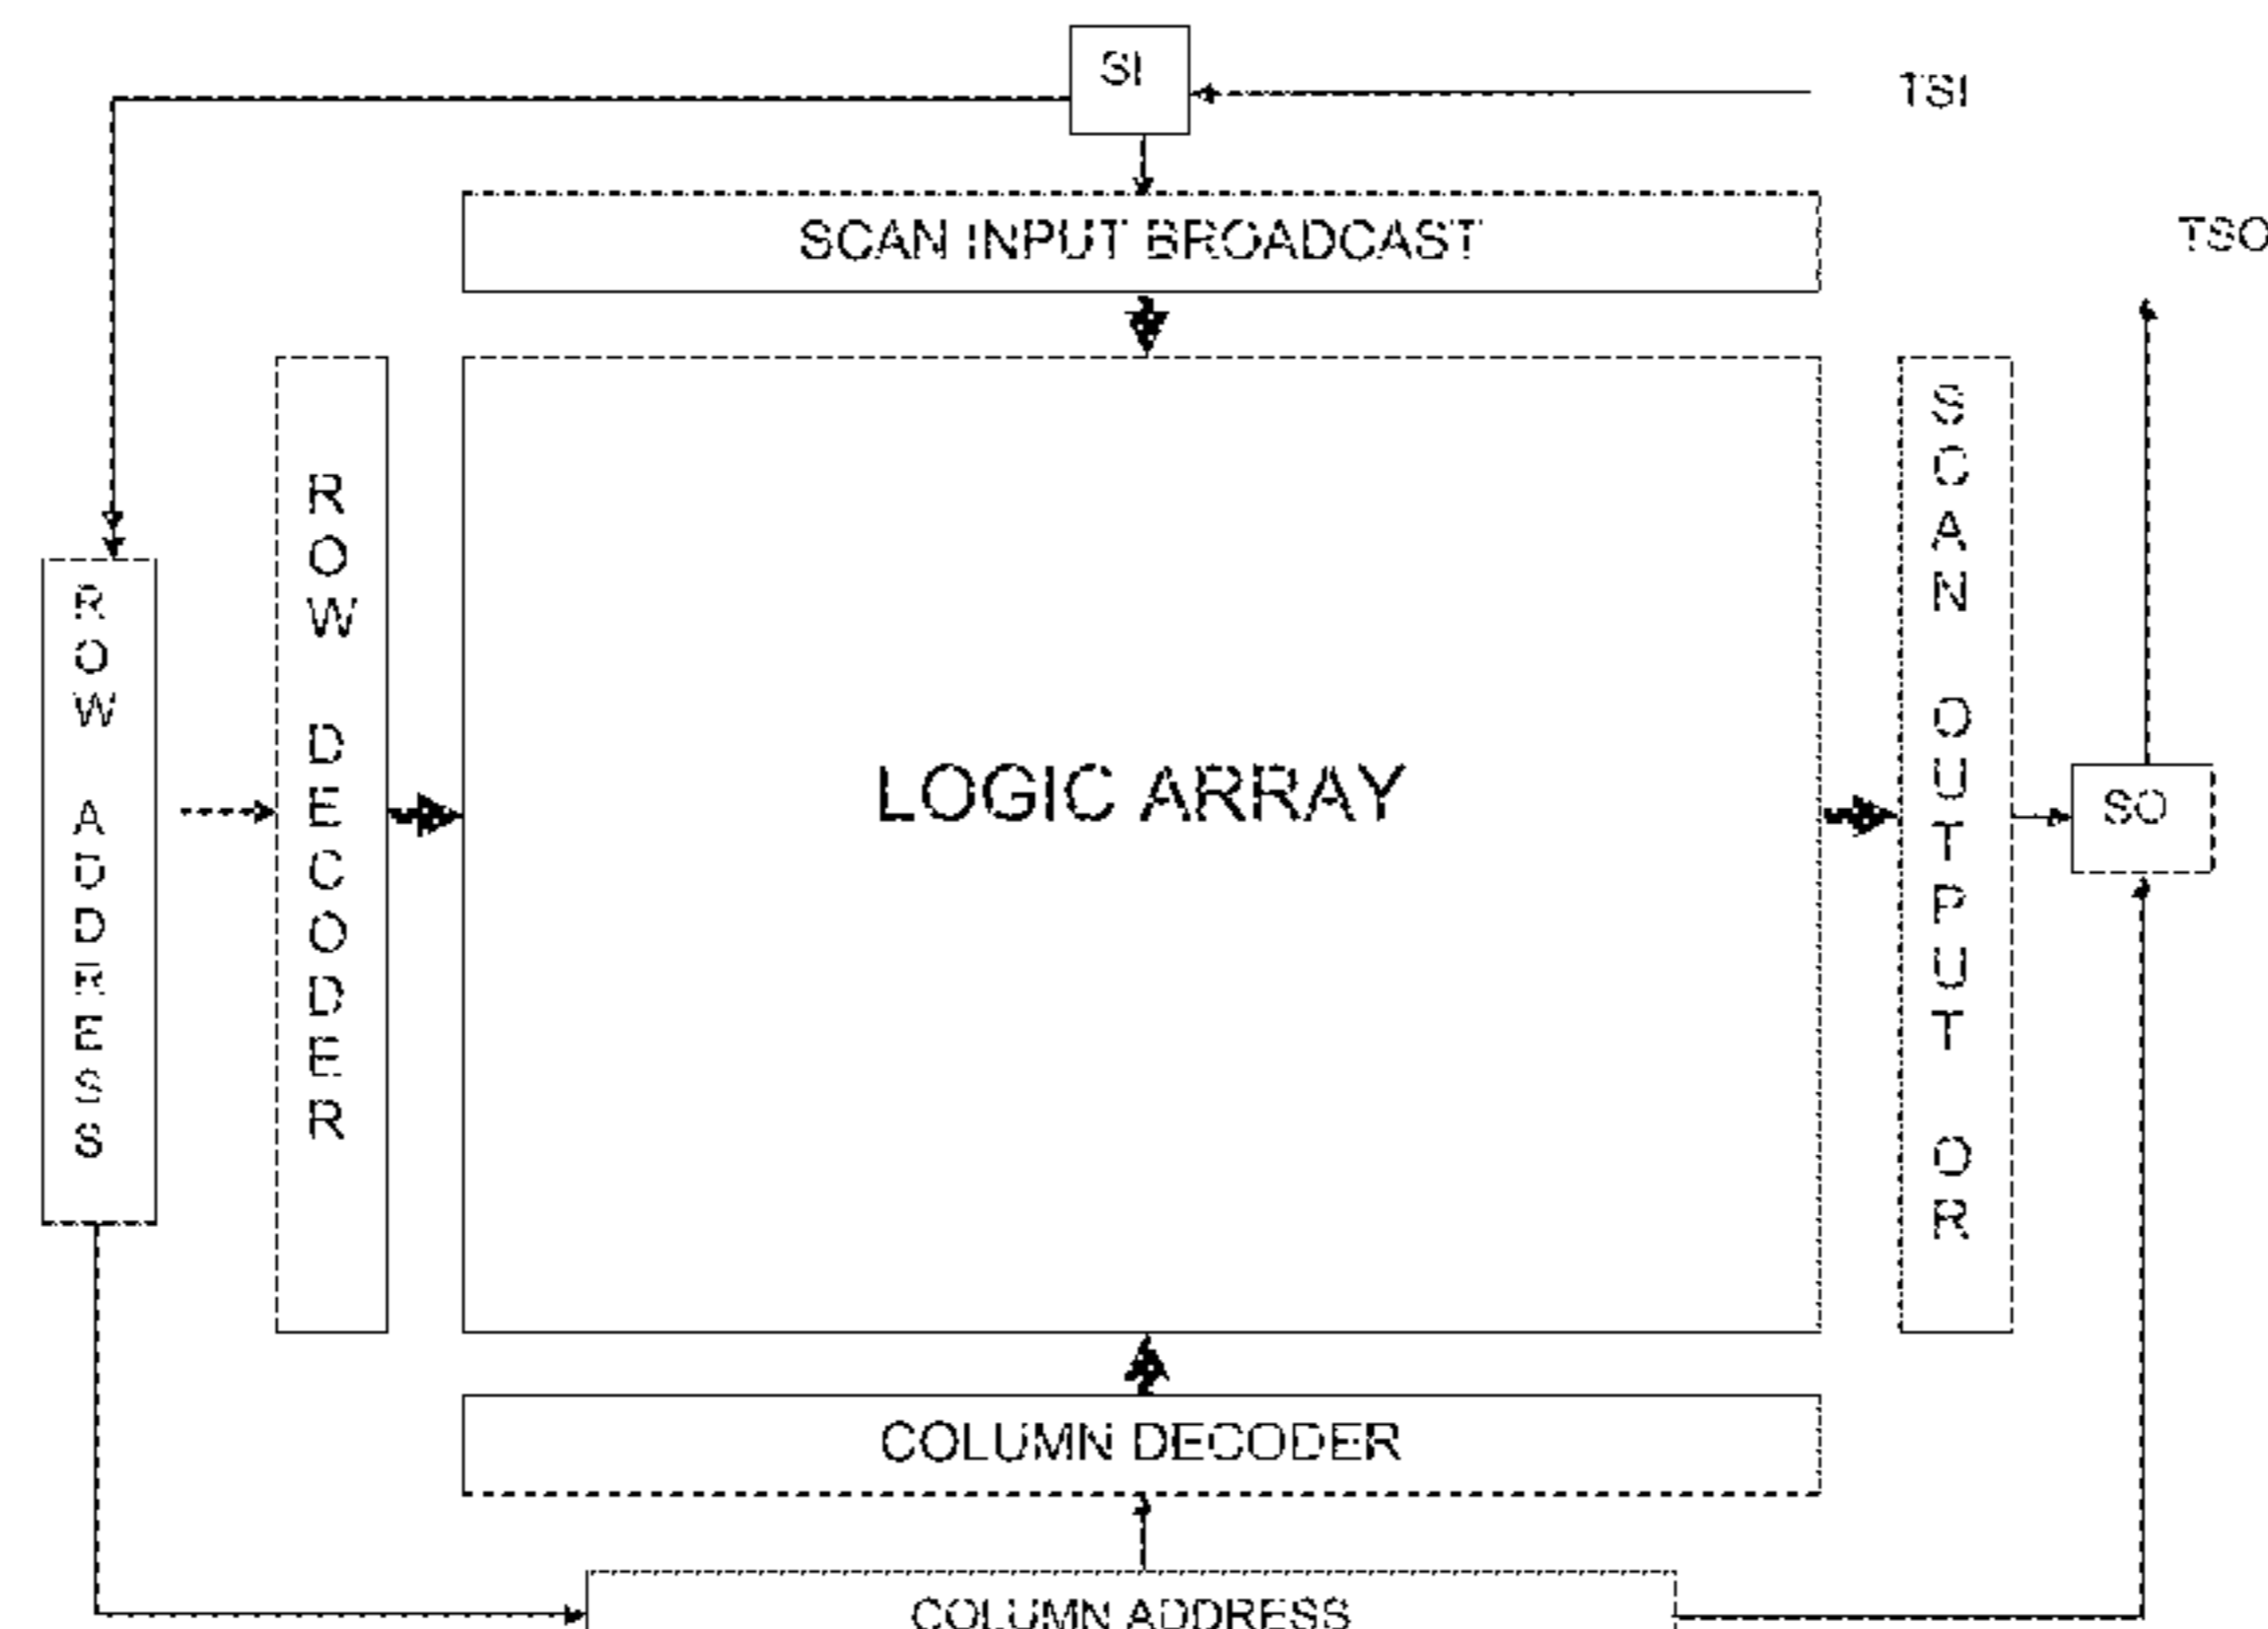 SI
TSI
SCAN INPUT BROADCAST
TSO
ROW ADDRESS
ROW DECODER
LOGIC ARRAY
SCAN OUTPUT OR
SO
COLUMN DECODER
COLUMN ADDRESS